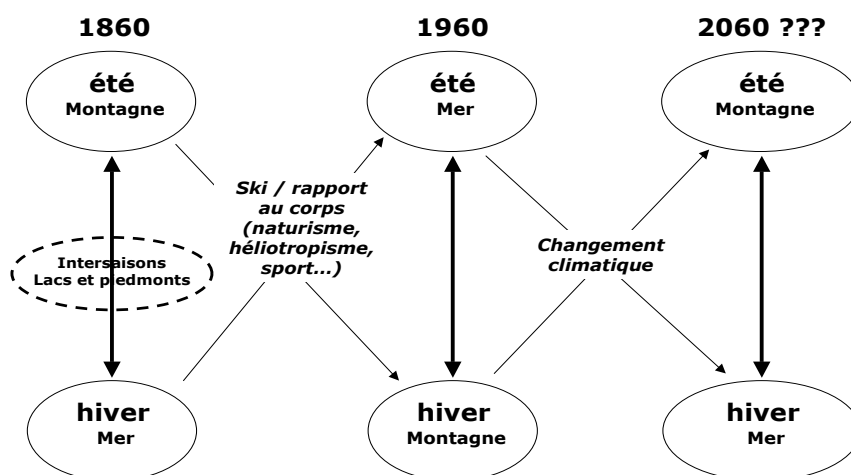 1860
1960
2060 ???
été
Montagne
été
Mer
été
Montagne
Ski / rapport
au corps
(naturisme,
héliotropisme,
sport...)
Changement
climatique
Intersaisons
Lacs et piedmonts
hiver
Mer
hiver
Montagne
hiver
Mer